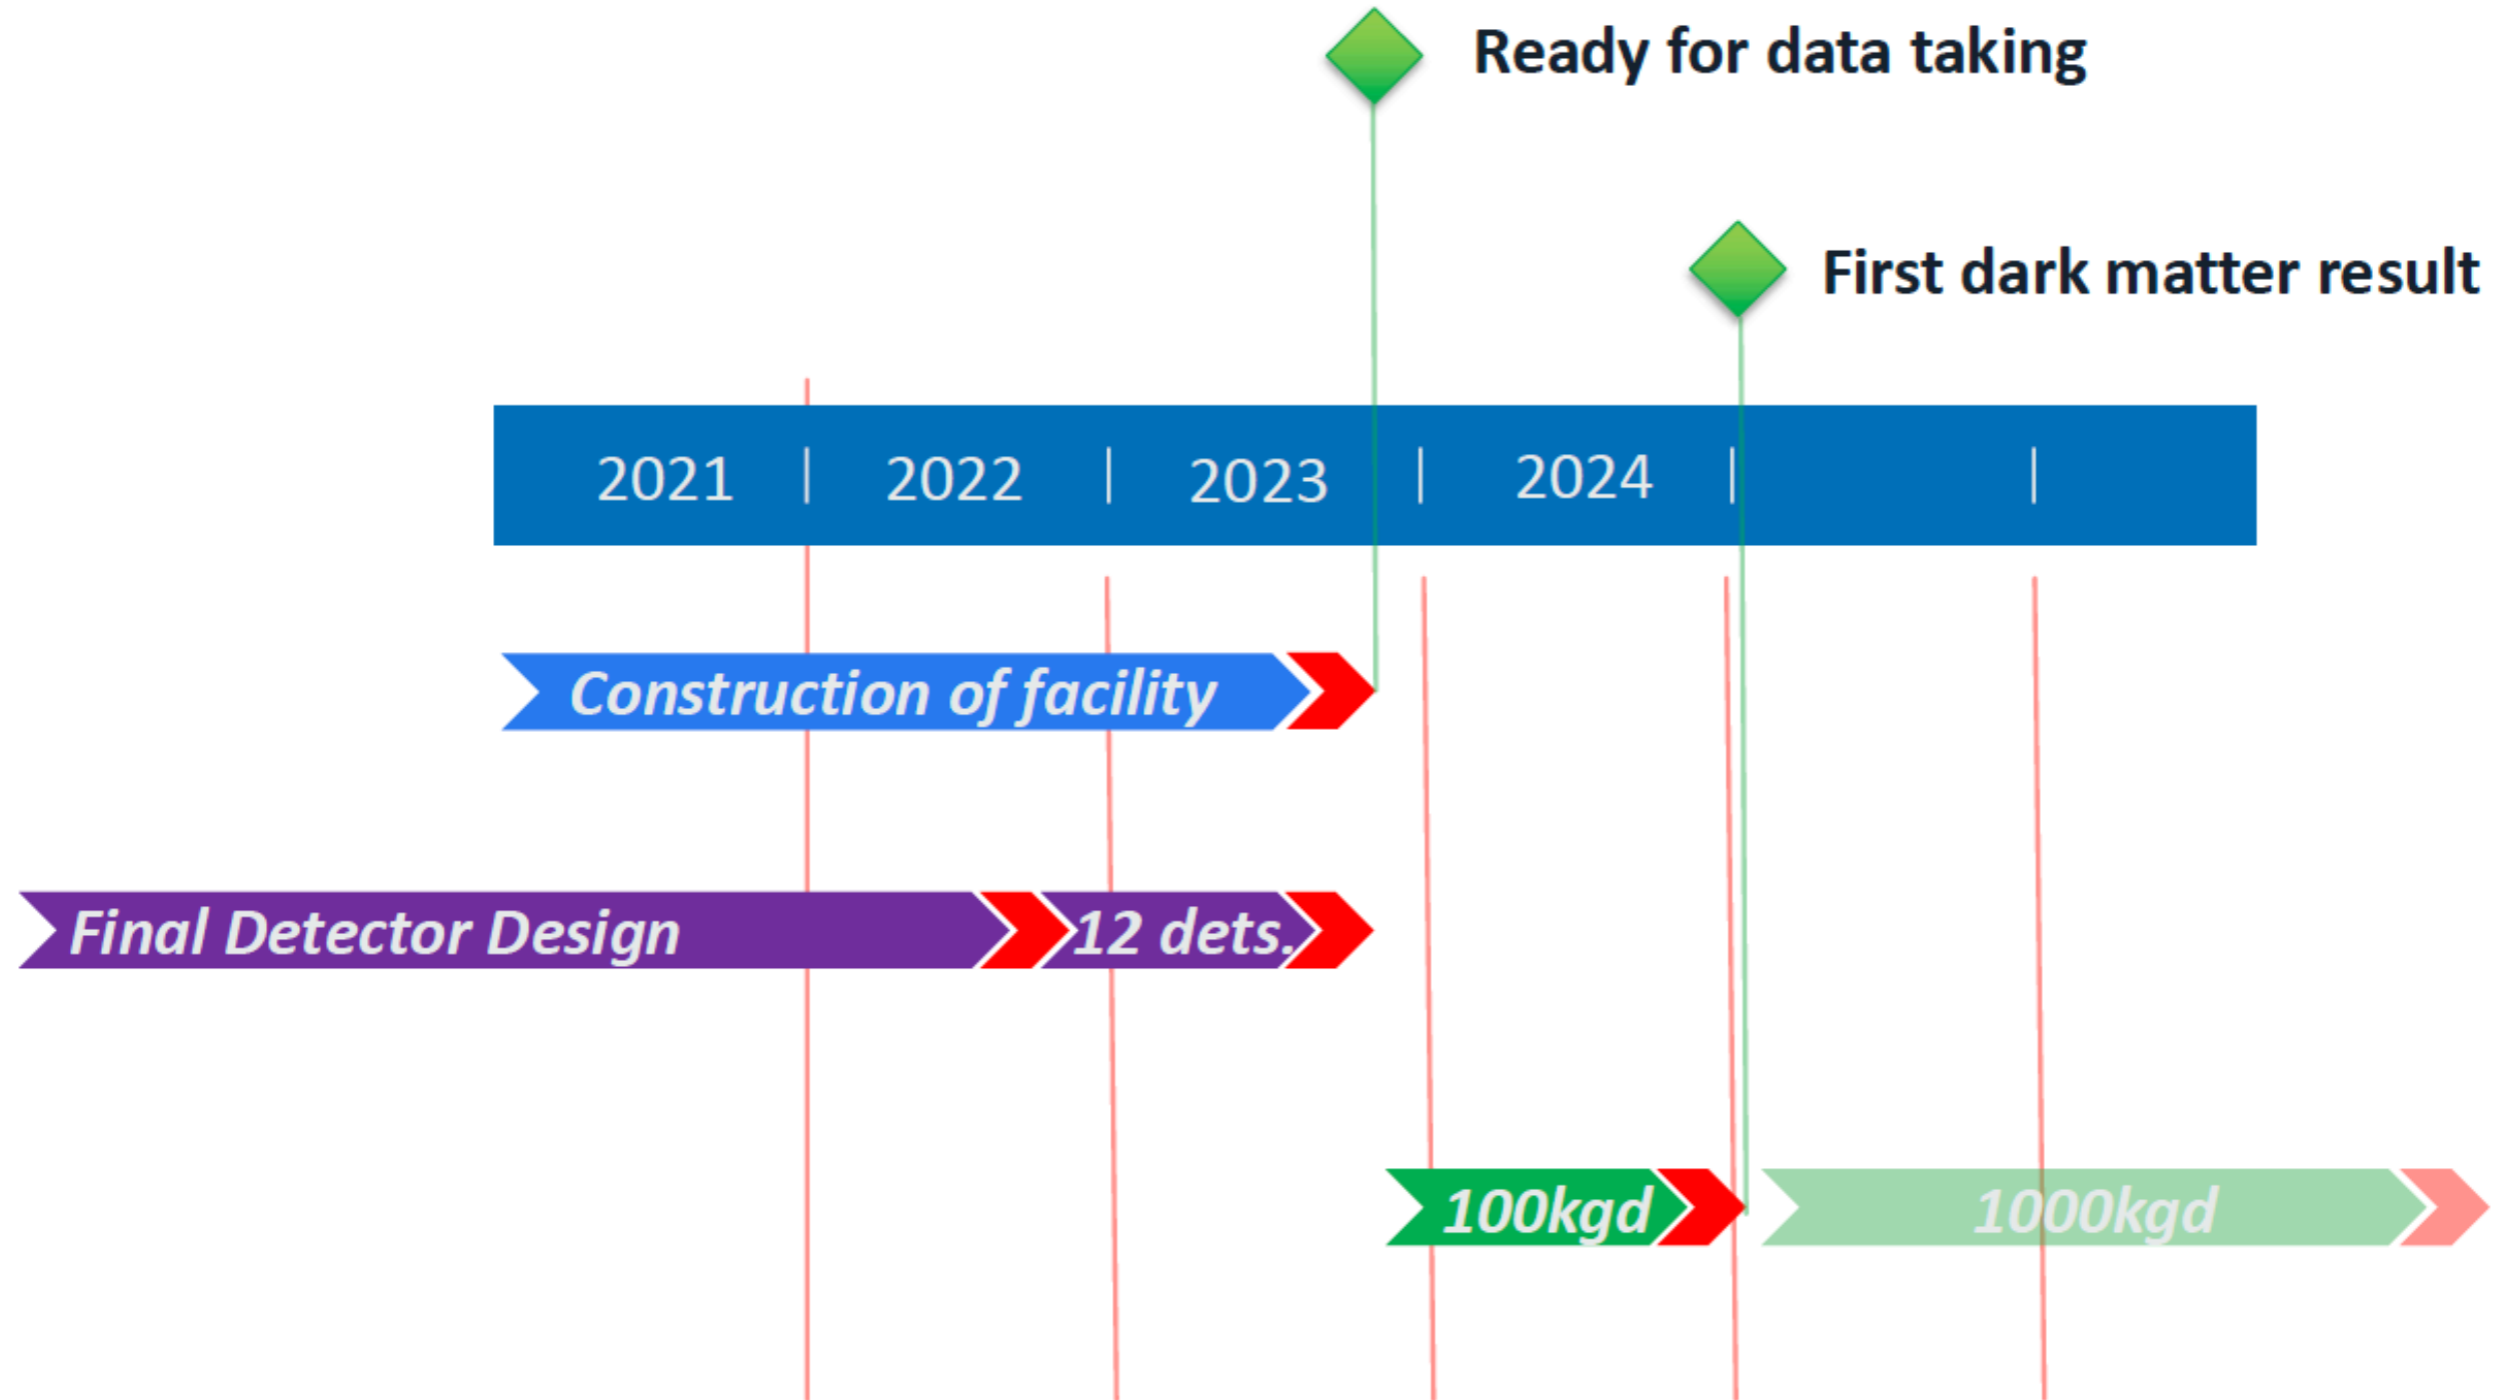 Ready for data taking
First dark matter result
2021 2022 2023 2024
Construction of facility
Final Detector Design 12 dets.
100kgd 1000kgd